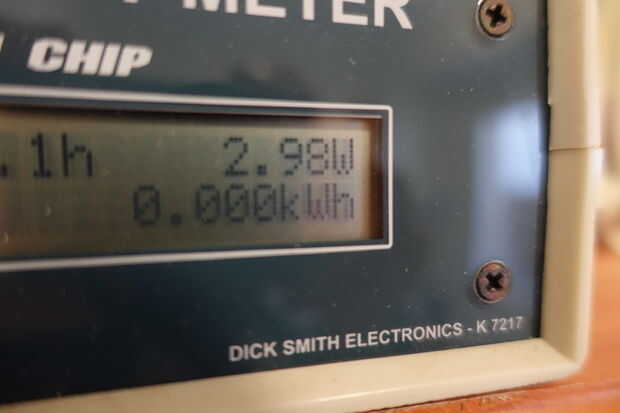 METER
CHIP
.1h 2.98W
0.000kWh
DICK SMITH ELECTRONICS - K 7217